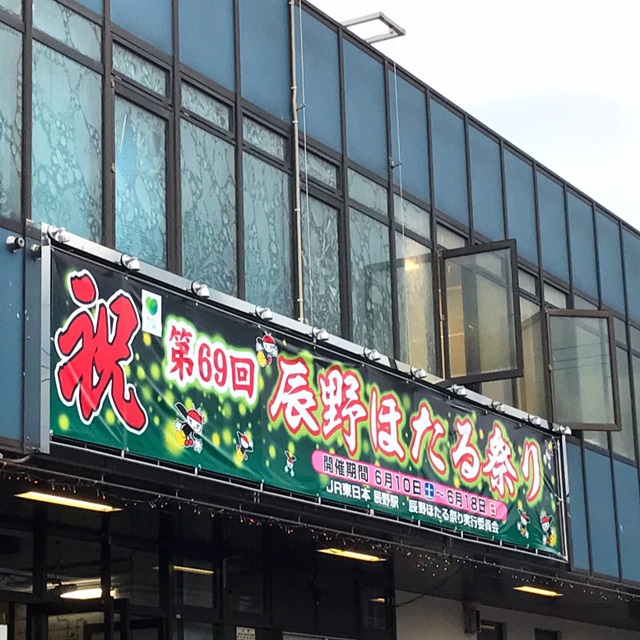 祝
第69回 辰野ほたる祭り
開催期間 6月10日土～6月18日日
JR東日本 辰野駅・辰野ほたる祭り実行委員会